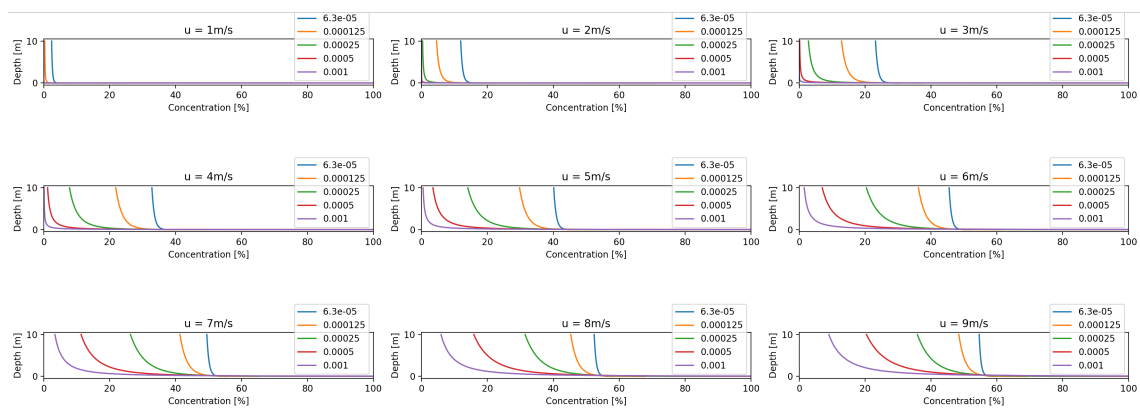 u = 1m/s
6.3e-05
0.000125
0.00025
0.0005
0.001
Depth [m]
10
0
0 20 40 60 80 100
Concentration [%]
u = 2m/s
6.3e-05
0.000125
0.00025
0.0005
0.001
Depth [m]
10
0
0 20 40 60 80 100
Concentration [%]
u = 3m/s
6.3e-05
0.000125
0.00025
0.0005
0.001
Depth [m]
10
0
0 20 40 60 80 100
Concentration [%]
u = 4m/s
6.3e-05
0.000125
0.00025
0.0005
0.001
Depth [m]
10
0
0 20 40 60 80 100
Concentration [%]
u = 5m/s
6.3e-05
0.000125
0.00025
0.0005
0.001
Depth [m]
10
0
0 20 40 60 80 100
Concentration [%]
u = 6m/s
6.3e-05
0.000125
0.00025
0.0005
0.001
Depth [m]
10
0
0 20 40 60 80 100
Concentration [%]
u = 7m/s
6.3e-05
0.000125
0.00025
0.0005
0.001
Depth [m]
10
0
0 20 40 60 80 100
Concentration [%]
u = 8m/s
6.3e-05
0.000125
0.00025
0.0005
0.001
Depth [m]
10
0
0 20 40 60 80 100
Concentration [%]
u = 9m/s
6.3e-05
0.000125
0.00025
0.0005
0.001
Depth [m]
10
0
0 20 40 60 80 100
Concentration [%]